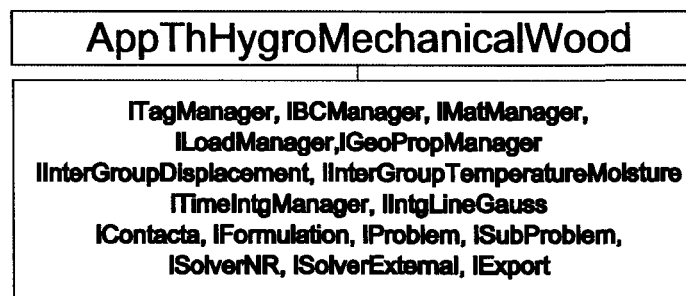 AppThHygroMechanicalWood
ITagManager, IBCManager, IMatManager,
ILoadManager,IGeoPropManager
IInterGroupDisplacement, IInterGroupTemperatureMoisture
ITimeIntgManager, IIntgLineGauss
IContacta, IFormulation, IProblem, ISubProblem,
ISolverNR, ISolverExternal, IExport